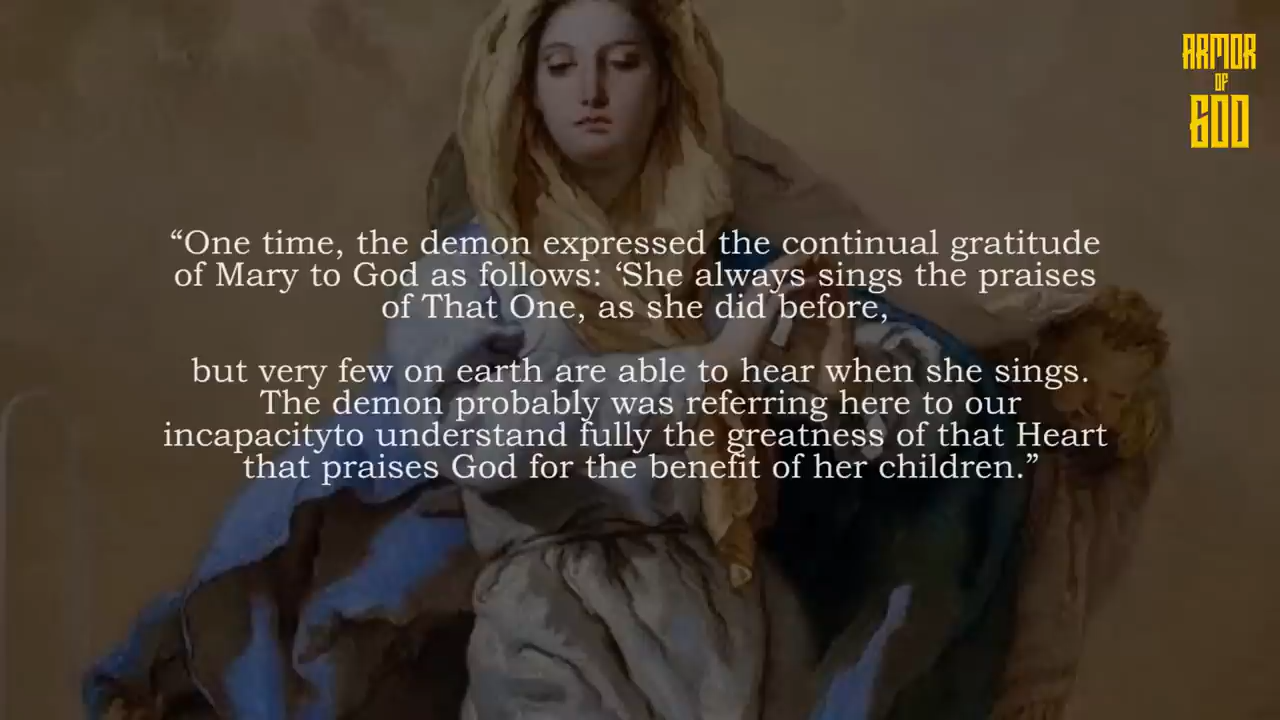 ARMOR
OF
GOD
“One time, the demon expressed the continual gratitude
of Mary to God as follows: ‘She always sings the praises
of That One, as she did before,
but very few on earth are able to hear when she sings.
The demon probably was referring here to our
incapacityto understand fully the greatness of that Heart
that praises God for the benefit of her children.”